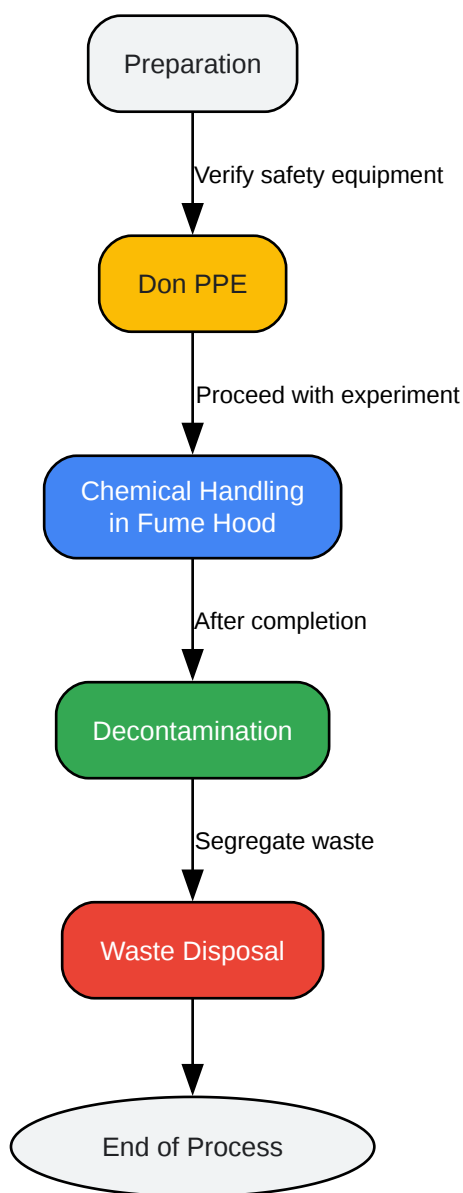 Preparation
Verify safety equipment
Don PPE
Proceed with experiment
Chemical Handling
in Fume Hood
After completion
Decontamination
Segregate waste
Waste Disposal
End of Process